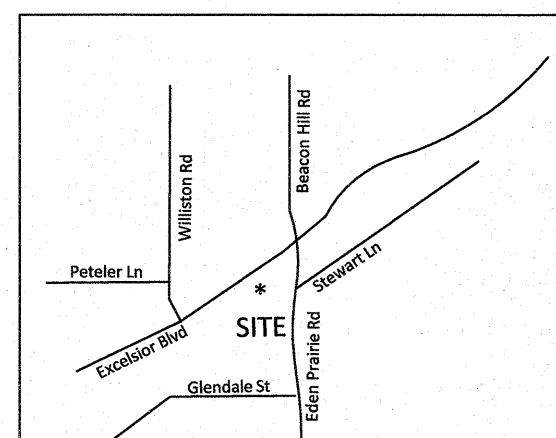 Beacon Hill Rd
Williston Rd
Peteler Ln
Stewart Ln
*
SITE
Excelsior Blvd
Eden Prairie Rd
Glendale St